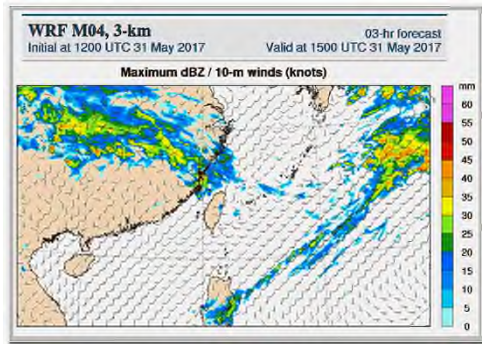 WRF M04, 3-km
03-hr forecast
Initial at 1200 UTC 31 May 2017
Valid at 1500 UTC 31 May 2017
Maximum dBZ / 10-m winds (knots)
mm
60
55
50
45
40
35
30
25
20
15
10
5
0